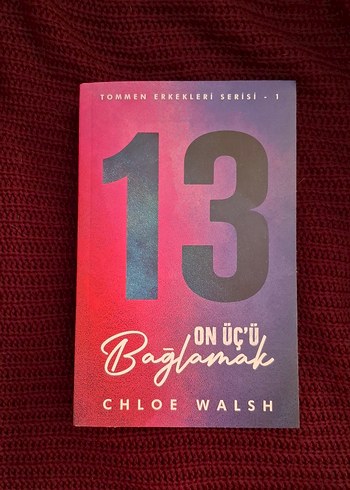 TOMMEN ERKEKLERİ SERİSİ - 1
13
ON ÜÇ'Ü
Bağlamak
CHLOE WALSH